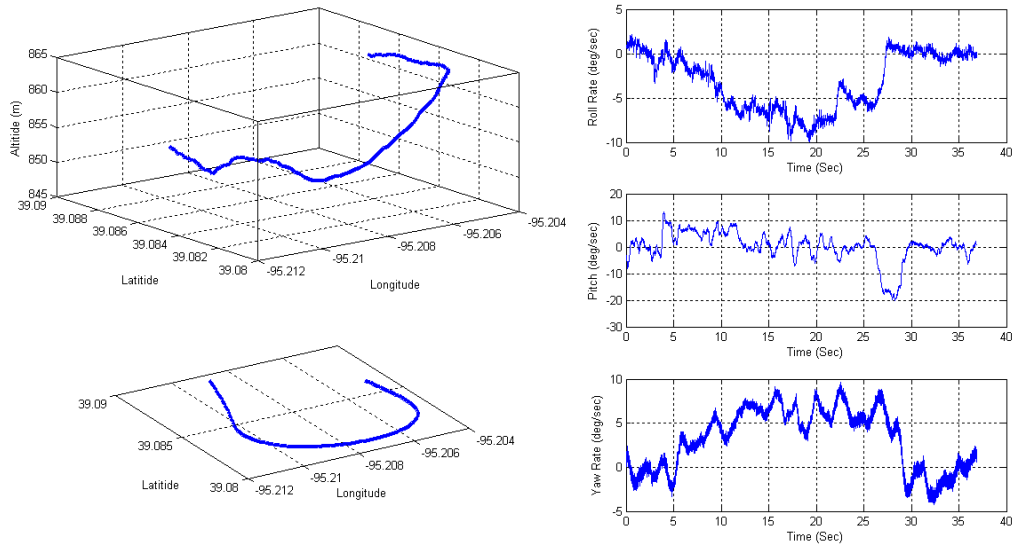 865
860
855
850
845
Altitide (m)
39.09
39.088
39.086
39.084
39.082
39.08
Latitide
-95.212
-95.21
-95.208
-95.206
-95.204
Longitude
39.09
39.085
39.08
Latitide
-95.212
-95.21
-95.208
-95.206
-95.204
Longitude
5
0
-5
-10
Roll Rate (deg/sec)
0 5 10 15 20 25 30 35 40
Time (Sec)
20
10
0
-10
-20
-30
Pitch (deg/sec)
0 5 10 15 20 25 30 35 40
Time (Sec)
10
5
0
-5
Yaw Rate (deg/sec)
0 5 10 15 20 25 30 35 40
Time (Sec)